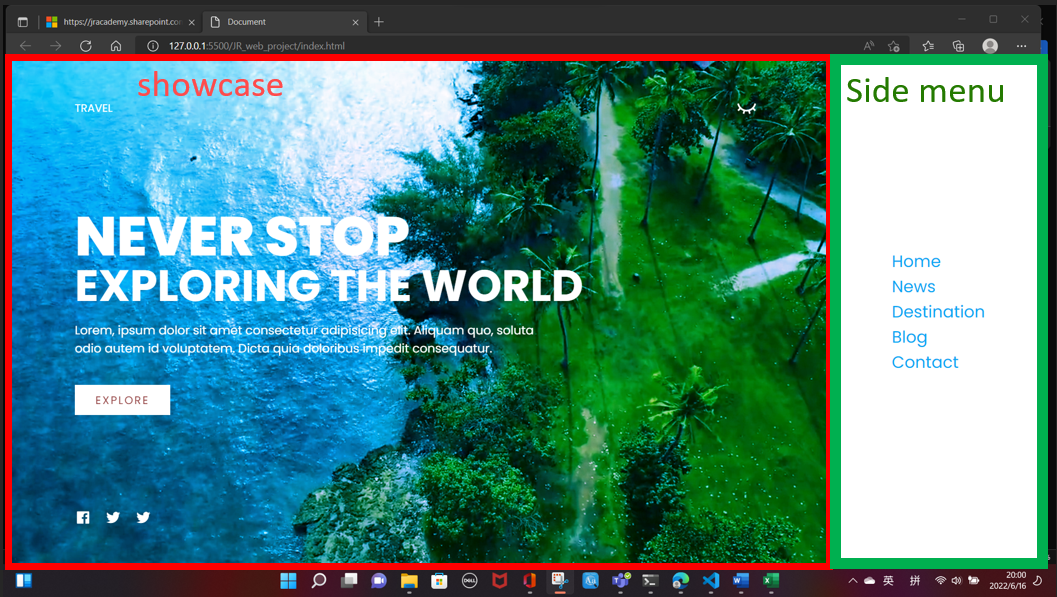 https://jracademy.sharepoint.co
Document
127.0.0.1:5500/JR_web_project/index.html
showcase
Side menu
TRAVEL
NEVER STOP
EXPLORING THE WORLD
Lorem, ipsum dolor sit amet consectetur adipisicing elit. Aliquam quo, soluta
odio autem id voluptatem. Dicta quia doloribus impedit consequatur.
EXPLORE
Home
News
Destination
Blog
Contact
DELL
英
拼
20:00
2022/6/16